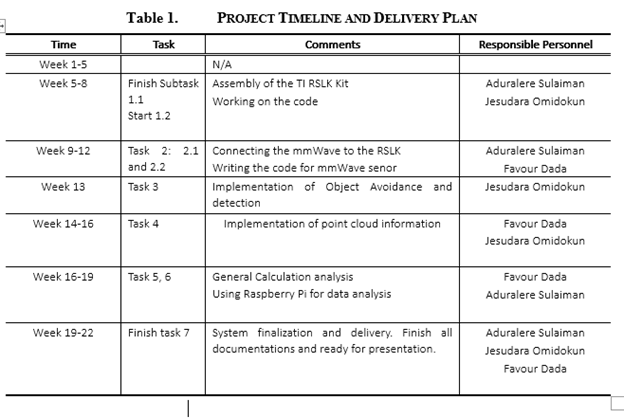 Table 1. PROJECT TIMELINE AND DELIVERY PLAN
Time Task Comments Responsible Personnel
Week 1-5 N/A
Week 5-8 Finish Subtask Assembly of the TI RSLK Kit Aduralere Sulaiman
1.1 Working on the code Jesudara Omidokun
Start 1.2
Week 9-12 Task 2: 2.1 Connecting the mmWave to the RSLK Aduralere Sulaiman
and 2.2 Writing the code for mmWave senor Favour Dada
Week 13 Task 3 Implementation of Object Avoidance and Jesudara Omidokun
detection
Week 14-16 Task 4 Implementation of point cloud information Favour Dada
Jesudara Omidokun
Week 16-19 Task 5, 6 General Calculation analysis Favour Dada
Using Raspberry Pi for data analysis Aduralere Sulaiman
Week 19-22 Finish task 7 System finalization and delivery. Finish all Aduralere Sulaiman
documentations and ready for presentation. Jesudara Omidokun
Favour Dada